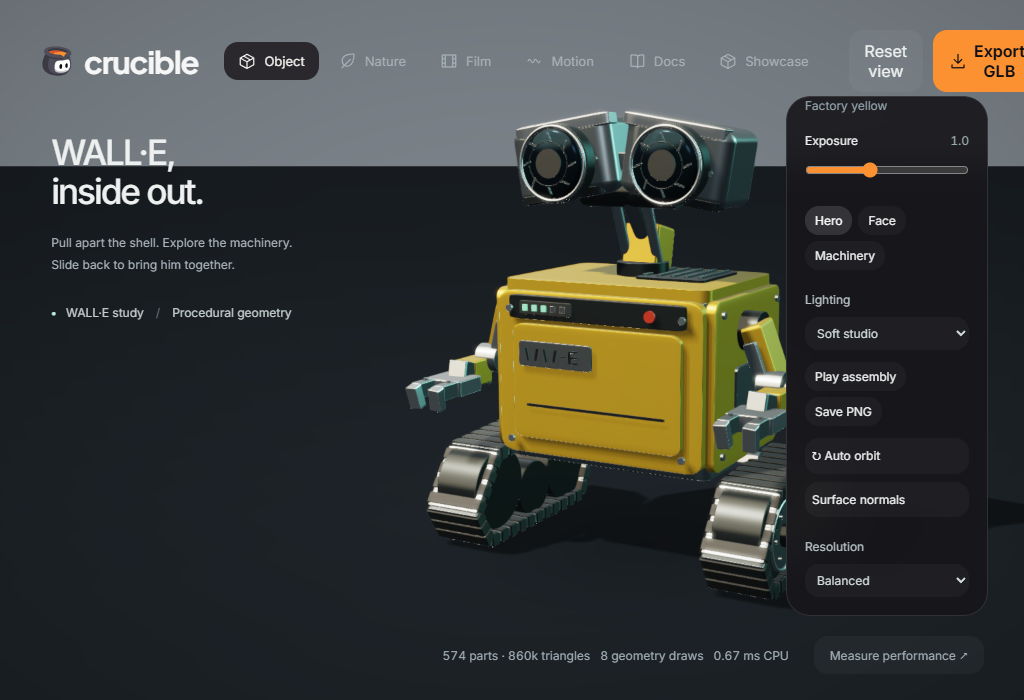 crucible
Object
Nature
Film
Motion
Docs
Showcase
Reset
view
Export
GLB
WALL·E,
inside out.
Pull apart the shell. Explore the machinery.
Slide back to bring him together.
WALL·E study / Procedural geometry
Factory yellow
Exposure 1.0
Hero
Face
Machinery
Lighting
Soft studio
Play assembly
Save PNG
↻ Auto orbit
Surface normals
Resolution
Balanced
574 parts · 860k triangles 8 geometry draws 0.67 ms CPU
Measure performance ↗